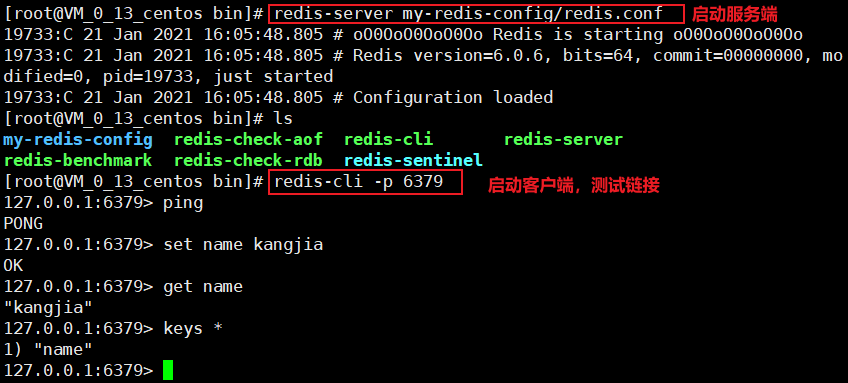 [root@VM_0_13_centos bin]# redis-server my-redis-config/redis.conf 启动服务端
19733:C 21 Jan 2021 16:05:48.805 # oO0OoO0OoO0Oo Redis is starting oO0OoO0OoO0Oo
19733:C 21 Jan 2021 16:05:48.805 # Redis version=6.0.6, bits=64, commit=00000000, mo
dified=0, pid=19733, just started
19733:C 21 Jan 2021 16:05:48.805 # Configuration loaded
[root@VM_0_13_centos bin]# ls
my-redis-config redis-check-aof redis-cli redis-server
redis-benchmark redis-check-rdb redis-sentinel
[root@VM_0_13_centos bin]# redis-cli -p 6379 启动客户端，测试链接
127.0.0.1:6379> ping
PONG
127.0.0.1:6379> set name kangjia
OK
127.0.0.1:6379> get name
"kangjia"
127.0.0.1:6379> keys *
1) "name"
127.0.0.1:6379>